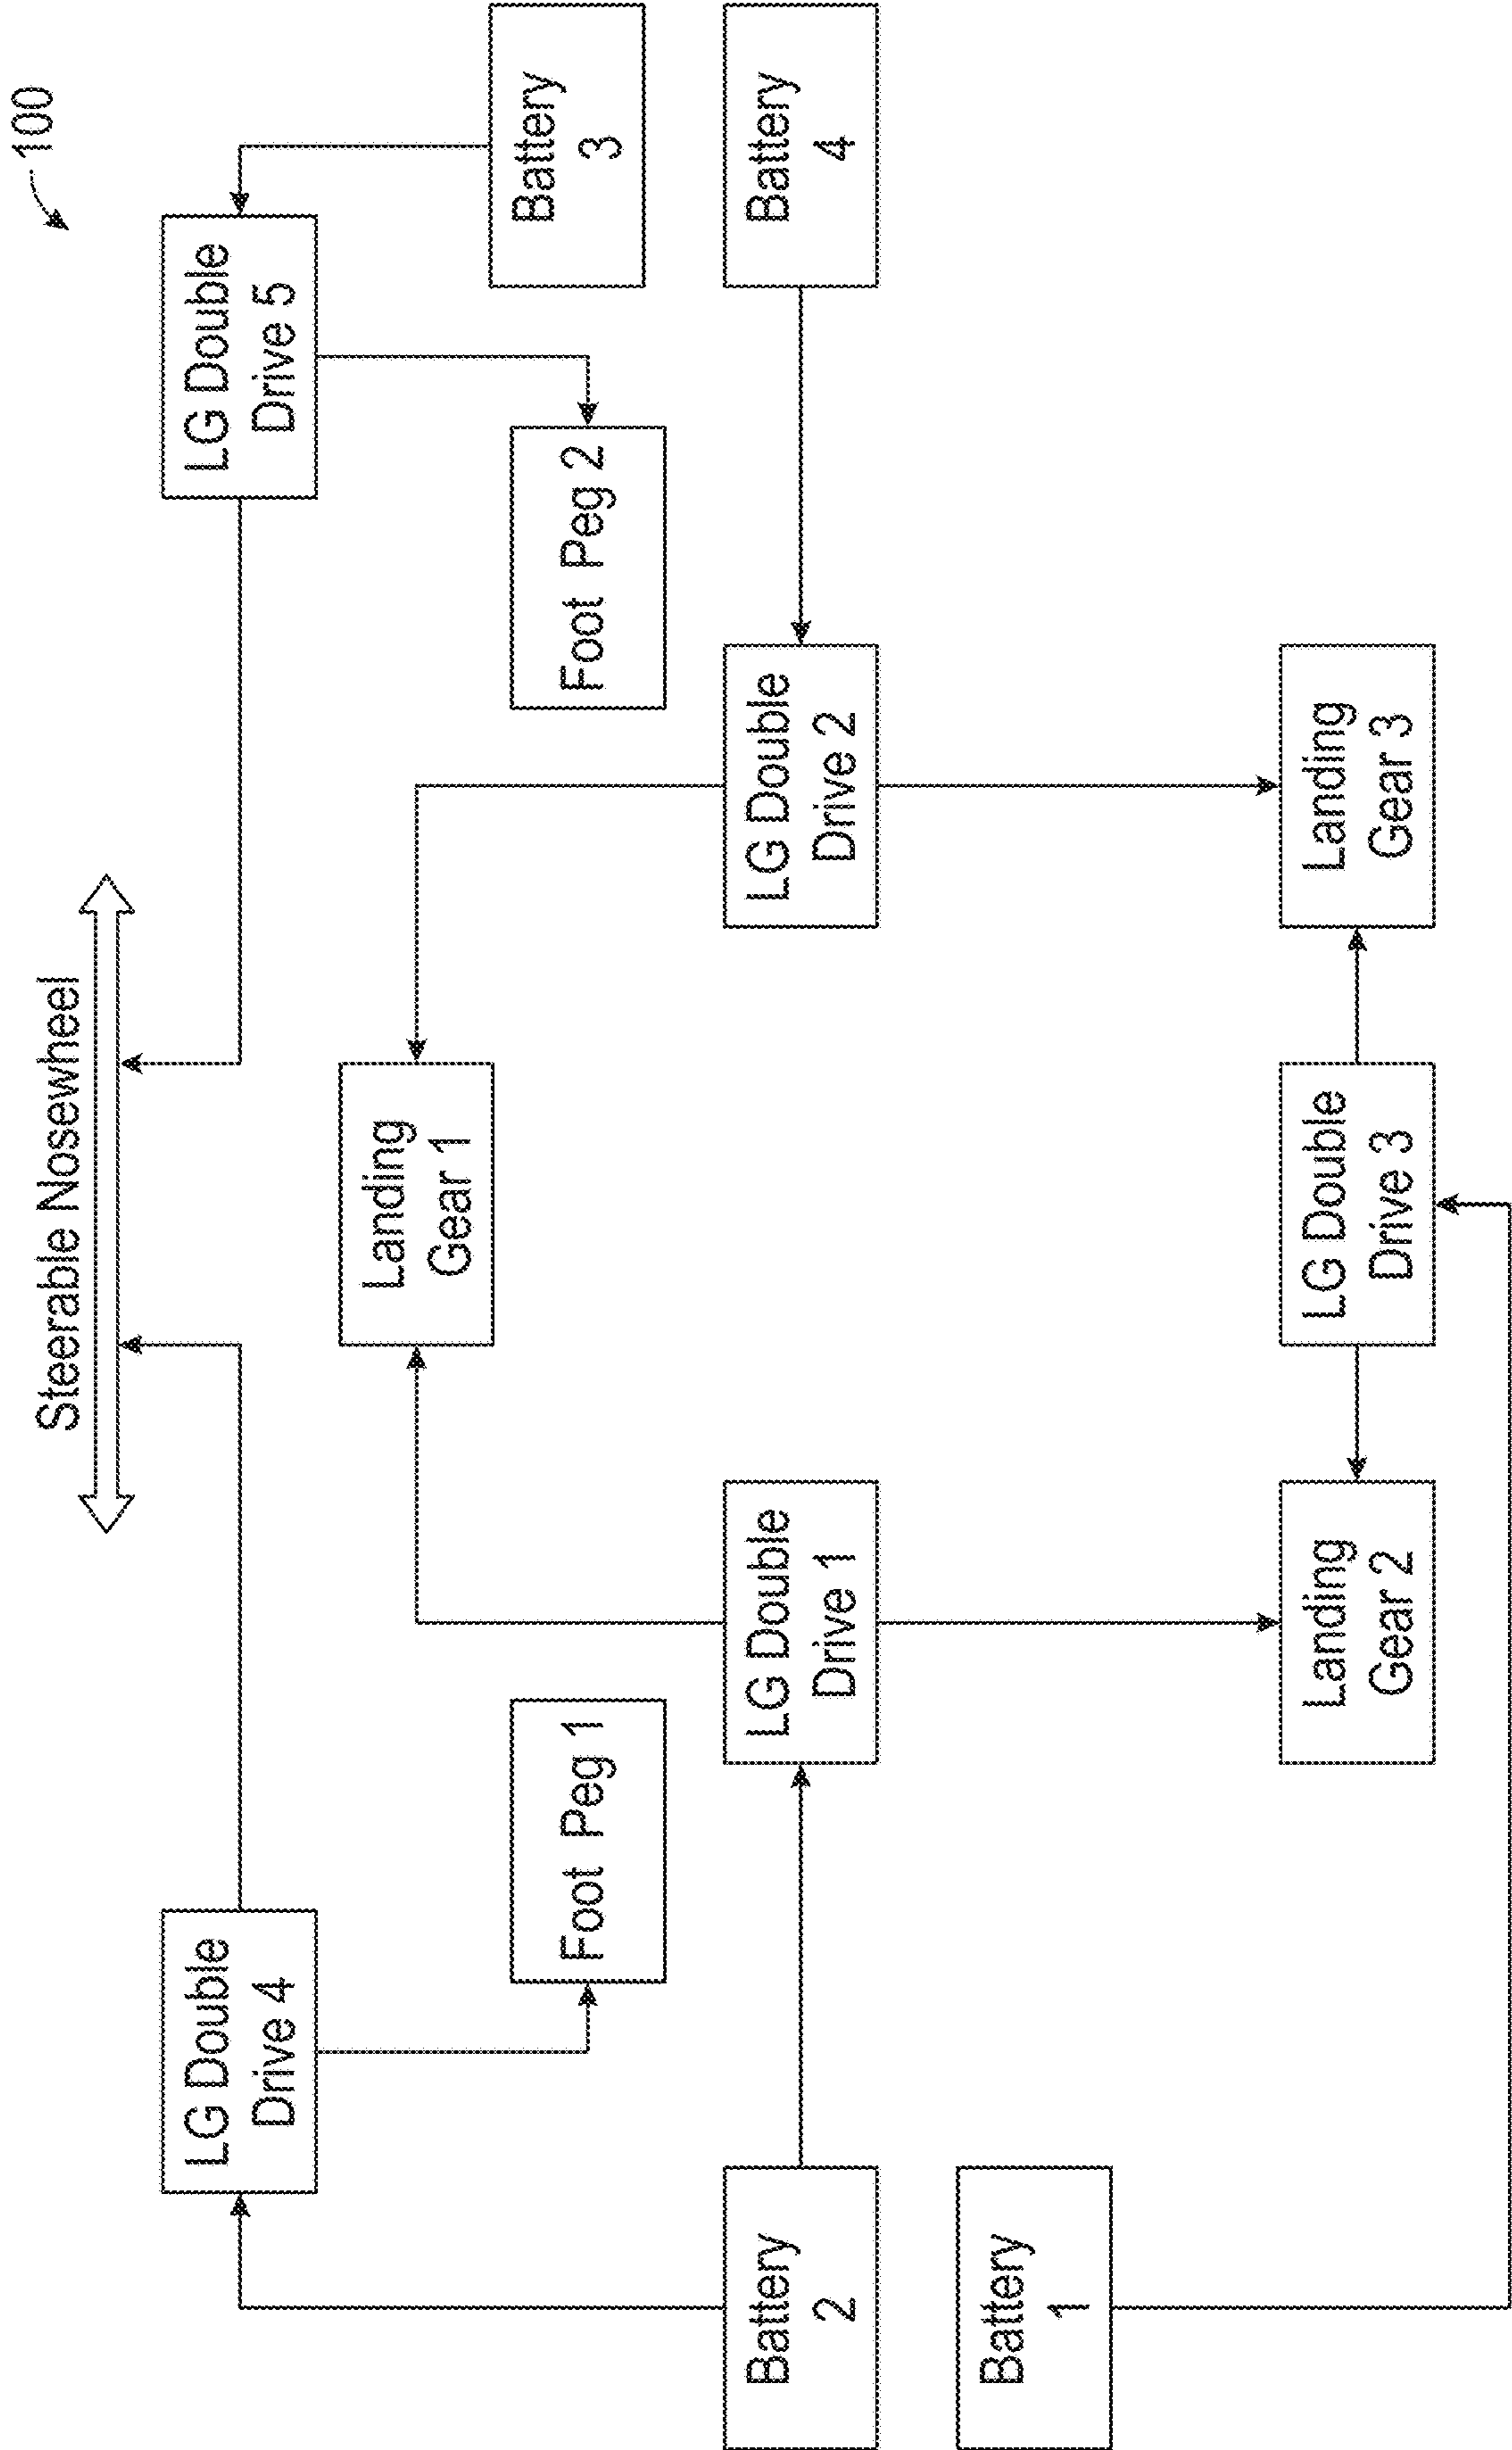 100
Steerable Nosewheel
LG Double
Drive 4
LG Double
Drive 5
Landing
Gear 1
Battery
3
Foot Peg 1
Foot Peg 2
Battery
2
LG Double
Drive 1
LG Double
Drive 2
Battery
4
Battery
1
Landing
Gear 2
LG Double
Drive 3
Landing
Gear 3